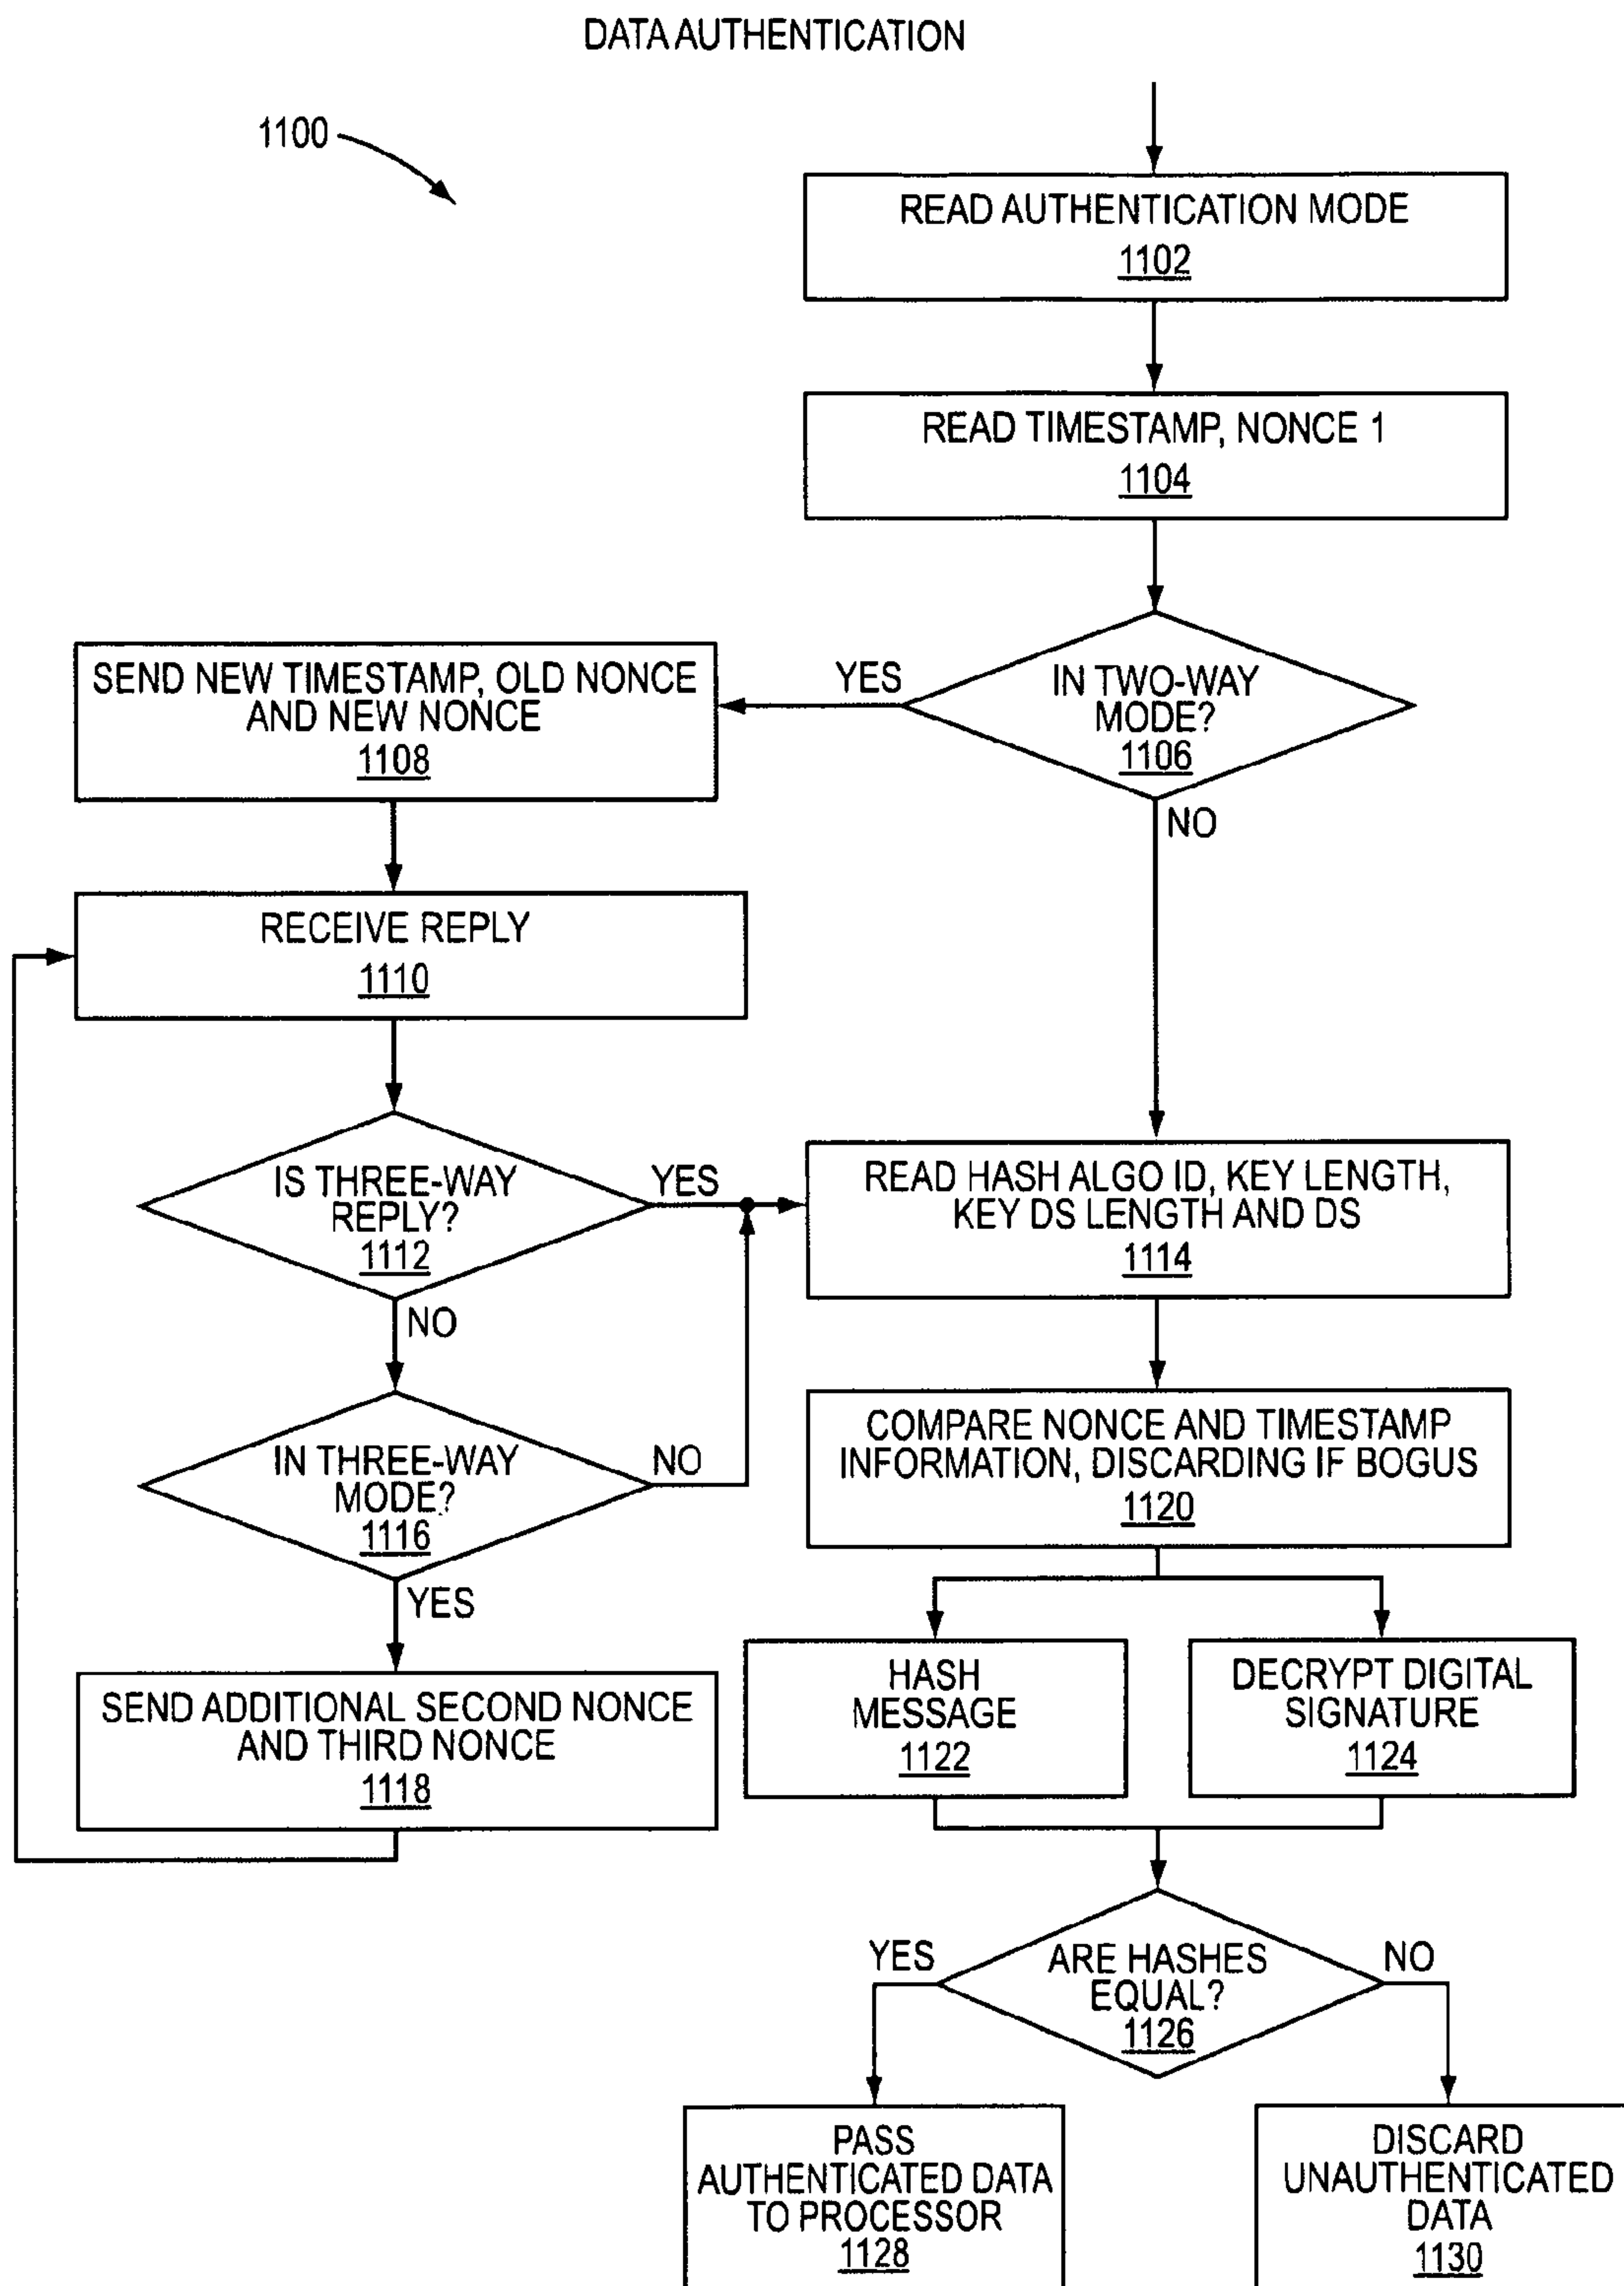 DATA AUTHENTICATION
1100
READ AUTHENTICATION MODE
1102
READ TIMESTAMP, NONCE 1
1104
IN TWO-WAY
MODE?
1106
YES
NO
SEND NEW TIMESTAMP, OLD NONCE
AND NEW NONCE
1108
RECEIVE REPLY
1110
IS THREE-WAY
REPLY?
1112
YES
NO
READ HASH ALGO ID, KEY LENGTH,
KEY DS LENGTH AND DS
1114
IN THREE-WAY
MODE?
1116
NO
YES
SEND ADDITIONAL SECOND NONCE
AND THIRD NONCE
1118
COMPARE NONCE AND TIMESTAMP
INFORMATION, DISCARDING IF BOGUS
1120
HASH
MESSAGE
1122
DECRYPT DIGITAL
SIGNATURE
1124
ARE HASHES
EQUAL?
1126
YES
NO
PASS
AUTHENTICATED DATA
TO PROCESSOR
1128
DISCARD
UNAUTHENTICATED
DATA
1130